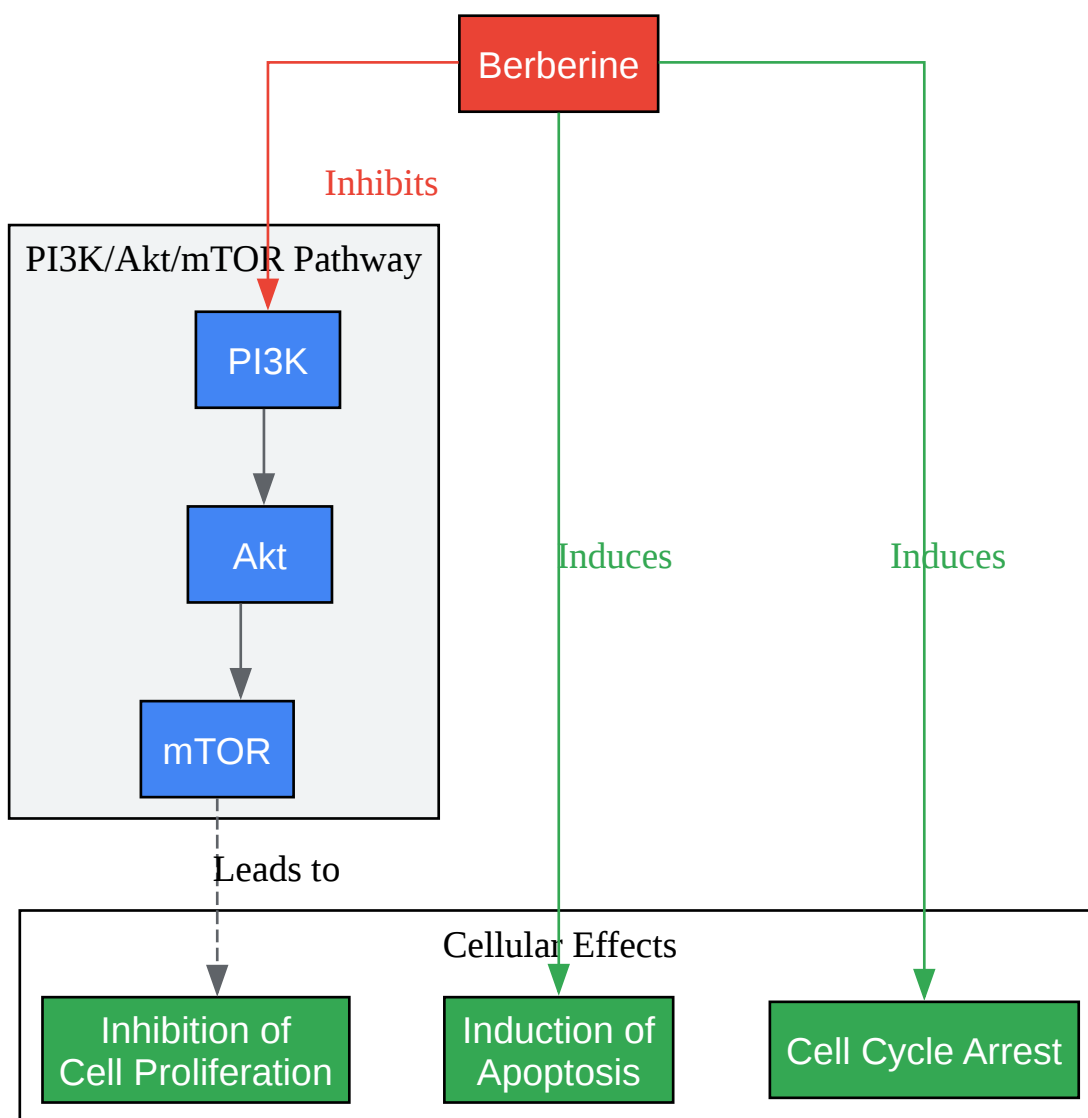 Berberine
Inhibits
PI3K/Akt/mTOR Pathway
PI3K
Akt
Induces
Induces
mTOR
Leads to
Cellular Effects
Inhibition of
Cell Proliferation
Induction of
Apoptosis
Cell Cycle Arrest